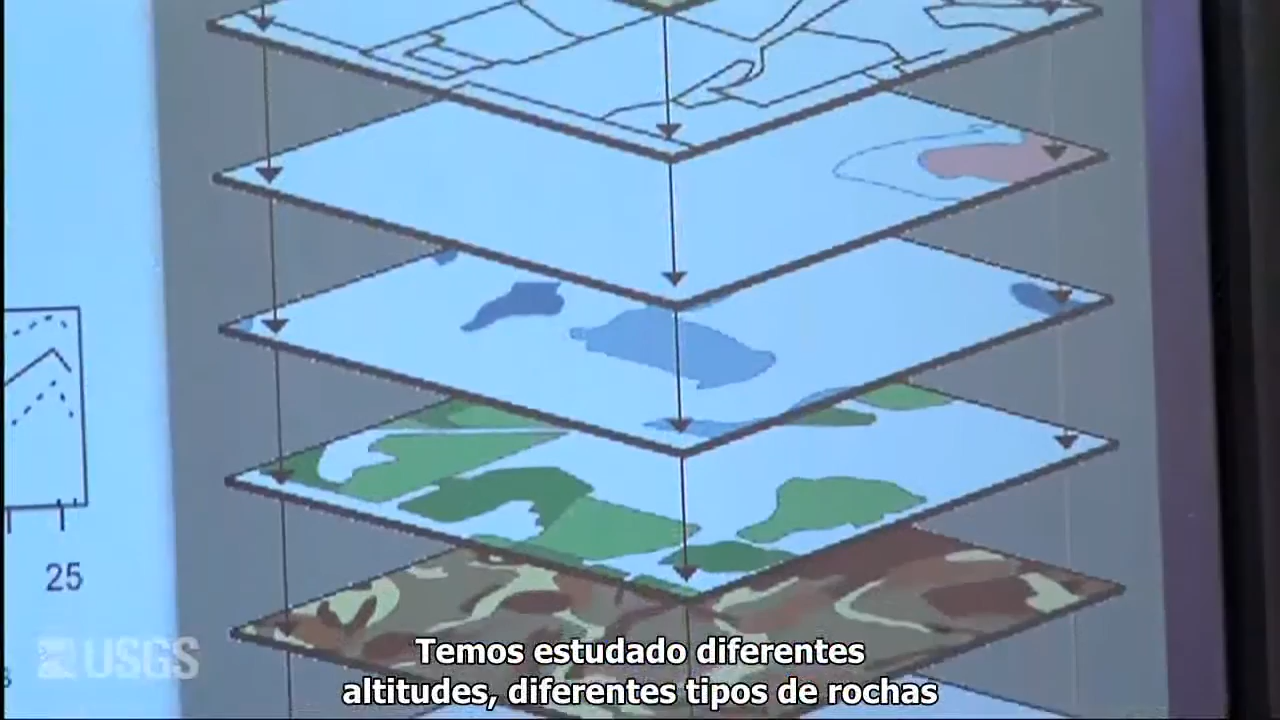 25
USGS
Temos estudado diferentes
altitudes, diferentes tipos de rochas